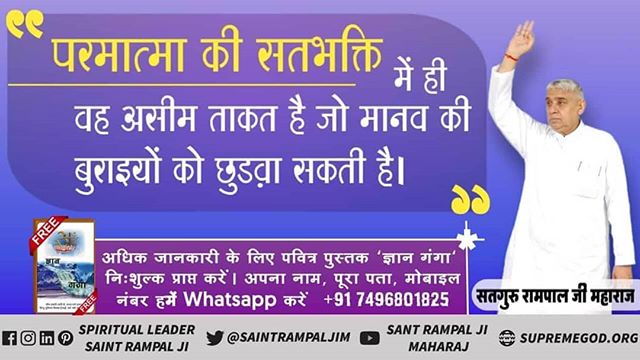 “
परमात्मा की सतभक्ति
में ही
वह असीम ताकत है जो मानव की
बुराइयों को छुडव़ा सकती है।
”
FREE
ज्ञान
गंगा
FREE
अधिक जानकारी के लिए पवित्र पुस्तक 'ज्ञान गंगा'
नि:शुल्क प्राप्त करें। अपना नाम, पूरा पता, मोबाइल
नंबर हमें Whatsapp करें +91 7496801825
सतगुरु रामपाल जी महाराज
SPIRITUAL LEADER
SAINT RAMPAL JI
@SAINTRAMPALJIM
SANT RAMPAL JI
MAHARAJ
SUPREMEGOD.ORG